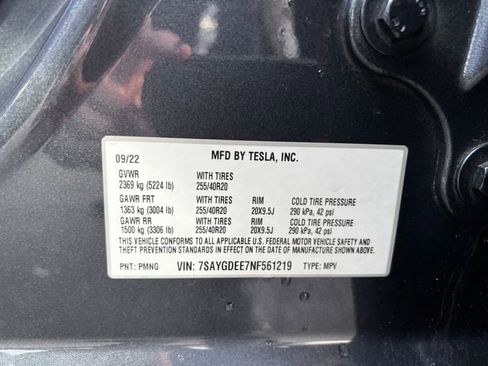 09/22 MFD BY TESLA, INC.
GVWR WITH TIRES
2369 kg (5224 lb) 255/40R20
GAWR FRT WITH TIRES RIM COLD TIRE PRESSURE
1363 kg (3004 lb) 255/40R20 20X9.5J 290 kPa, 42 psi
GAWR RR WITH TIRES RIM COLD TIRE PRESSURE
1500 kg (3306 lb) 255/40R20 20X9.5J 290 kPa, 42 psi
THIS VEHICLE CONFORMS TO ALL APPLICABLE U.S. FEDERAL MOTOR VEHICLE SAFETY AND
THEFT PREVENTION STANDARDS IN EFFECT ON THE DATE OF MANUFACTURE SHOWN
ABOVE.
PNT: PMNG VIN: 7SAYGDEE7NF561219 TYPE: MPV